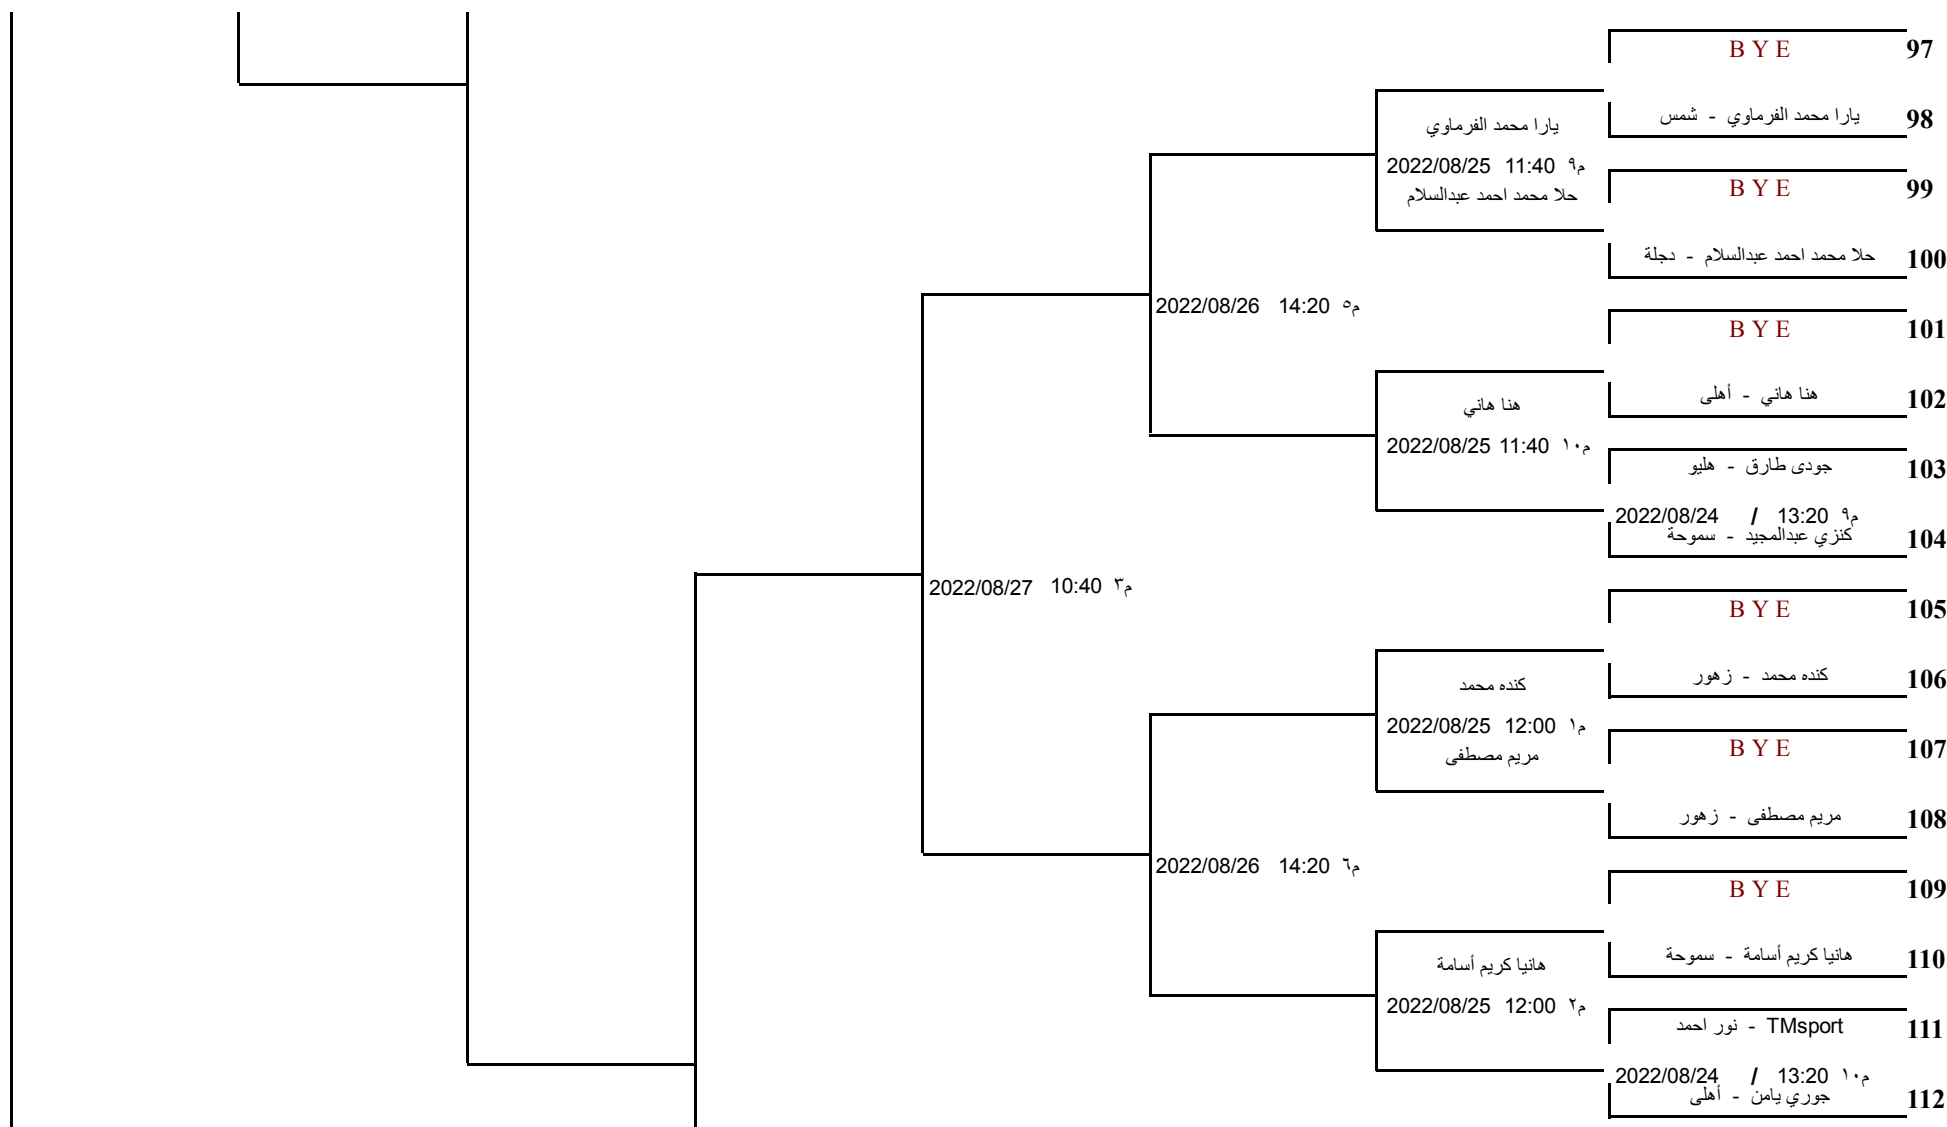 B Y E 97
يارا محمد الفرماوي - شمس 98
يارا محمد الفرماوي
2022/08/25 11:40 م٩
حلا محمد احمد عبدالسلام
B Y E 99
حلا محمد احمد عبدالسلام - دجلة 100
2022/08/26 14:20 م٥
B Y E 101
هنا هاني - أهلى 102
هنا هاني
2022/08/25 11:40 م١٠
جودى طارق - هليو 103
2022/08/24 / 13:20 م٩
كنزي عبدالمجيد - سموحة 104
2022/08/27 10:40 م٣
B Y E 105
كنده محمد - زهور 106
كنده محمد
2022/08/25 12:00 م١
مريم مصطفى
B Y E 107
مريم مصطفى - زهور 108
2022/08/26 14:20 م٦
B Y E 109
هانيا كريم أسامة - سموحة 110
هانيا كريم أسامة
2022/08/25 12:00 م٢
نور احمد - TMsport 111
2022/08/24 / 13:20 م١٠
جوري يامن - أهلى 112